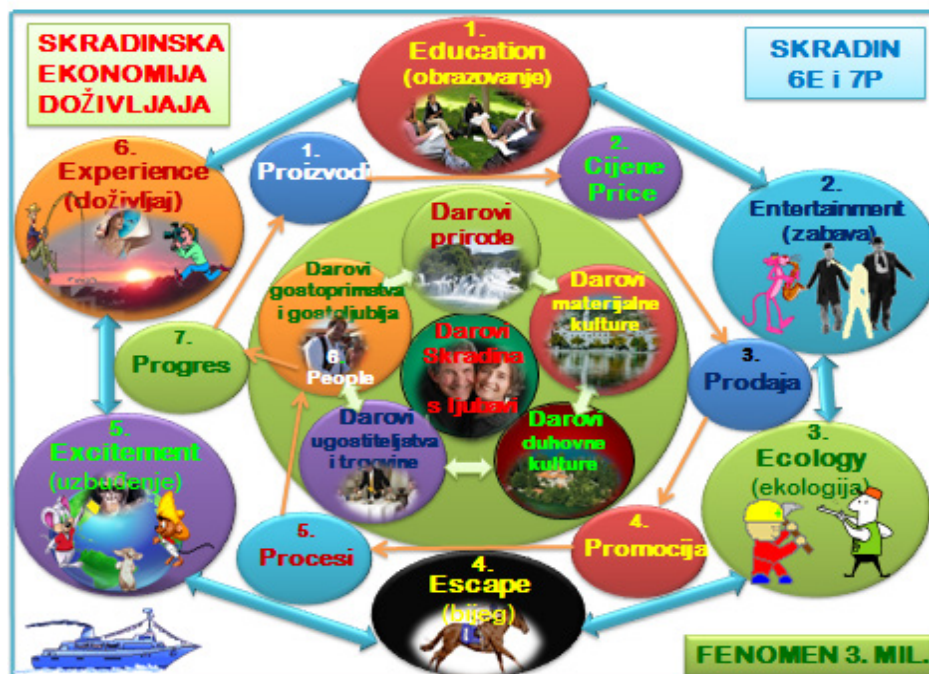 SKRADINSKA
EKONOMIJA
DOŽIVLJAJA
SKRADIN
6E i 7P
1.
Education
(obrazovanje)
6.
Experience
(doživljaj)
1.
Proizvodi
2.
Cijene
Price
2.
Entertainment
(zabava)
Darovi
prirode
Darovi
gostoprimstva
i gostoljublja
Darovi
materijalne
kulture
Darovi
Skradina
s ljubavi
6.
People
7.
Progres
3.
Prodaja
Darovi
ugostiteljstva
i trgovine
Darovi
duhovne
kulture
5.
Excitement
(uzbuđenje)
3.
Ecology
(ekologija)
5.
Procesi
4.
Promocija
4.
Escape
(bijeg)
FENOMEN 3. MIL.